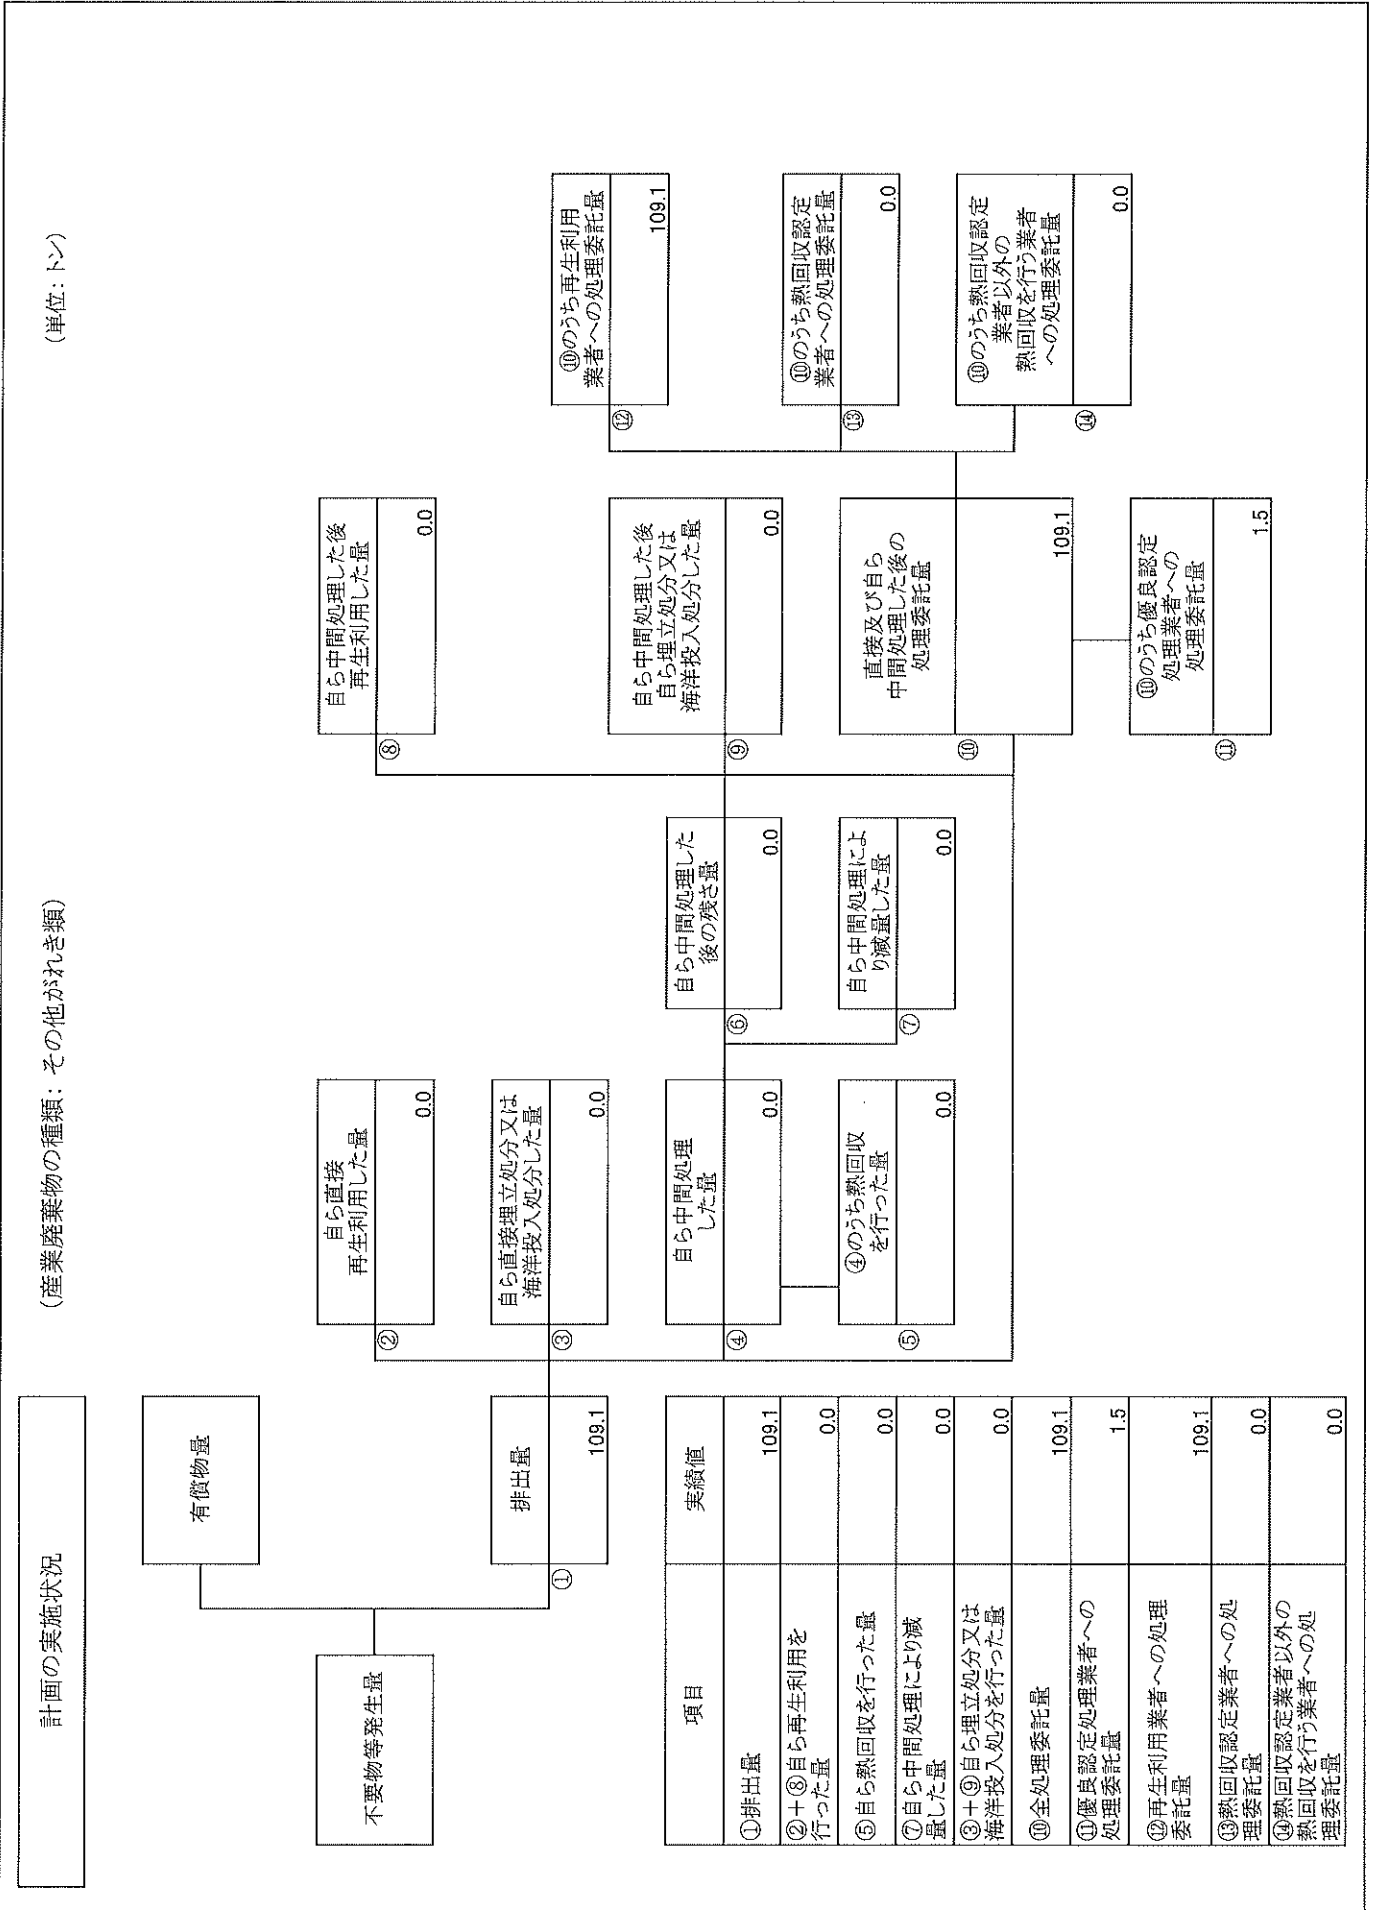 計画の実施状況
（産業廃棄物の種類：その他がれき類）
（単位：トン）
不要物等発生量
有償物量
①
排出量
109.1
②
自ら直接
再生利用した量
0.0
③
自ら直接埋立処分又は
海洋投入処分した量
0.0
④
自ら中間処理
した量
0.0
⑤
④のうち熱回収
を行った量
0.0
⑥
自ら中間処理した
後の残さ量
0.0
⑦
自ら中間処理によ
り減量した量
0.0
⑧
自ら中間処理した後
再生利用した量
0.0
⑨
自ら中間処理した後
自ら埋立処分又は
海洋投入処分した量
0.0
⑩
直接及び自ら
中間処理した後の
処理委託量
109.1
⑪
⑩のうち優良認定
処理業者への
処理委託量
1.5
⑫
⑩のうち再生利用
業者への処理委託量
109.1
⑬
⑩のうち熱回収認定
業者への処理委託量
0.0
⑭
⑩のうち熱回収認定
業者以外の
熱回収を行う業者
への処理委託量
0.0
項目 実績値
①排出量 109.1
②＋⑧自ら再生利用を
行った量 0.0
⑤自ら熱回収を行った量 0.0
⑦自ら中間処理により減
量した量 0.0
③＋⑨自ら埋立処分又は
海洋投入処分を行った量 0.0
⑩全処理委託量 109.1
⑪優良認定処理業者への
処理委託量 1.5
⑫再生利用業者への処理
委託量 109.1
⑬熱回収認定業者への処
理委託量 0.0
⑭熱回収認定業者以外の
熱回収を行う業者への処
理委託量 0.0